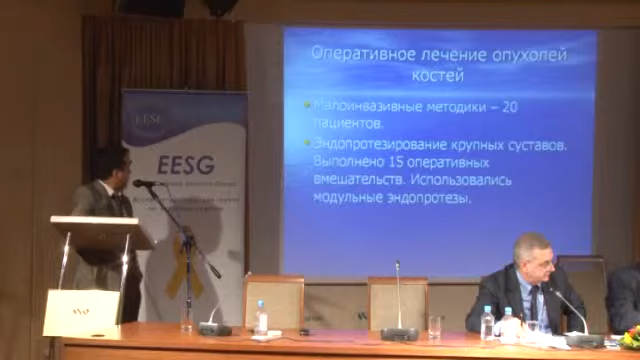 Оперативное лечение опухолей
костей
Малоинвазивные методики – 20
пациентов.
Эндопротезирование крупных суставов.
Выполнено 15 оперативных
вмешательств. Использовались
модульные эндопротезы.
EESG
EESG